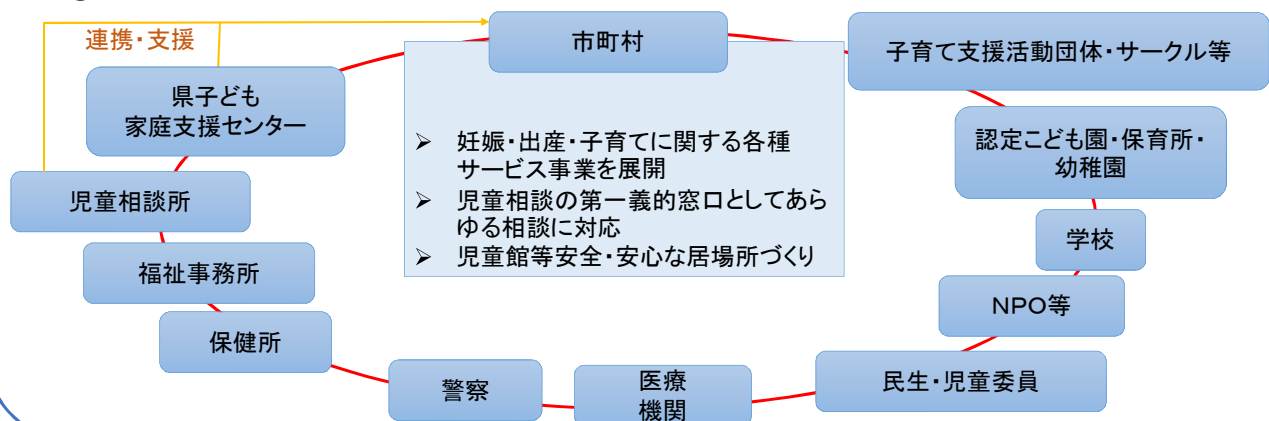 市町村
連携・支援
子育て支援活動団体・サークル等
県子ども
家庭支援センター
➢ 妊娠・出産・子育てに関する各種
サービス事業を展開
➢ 児童相談の第一義的窓口としてあら
ゆる相談に対応
➢ 児童館等安全・安心な居場所づくり
認定こども園・保育所・
幼稚園
児童相談所
学校
福祉事務所
NPO等
保健所
警察
医療
機関
民生・児童委員